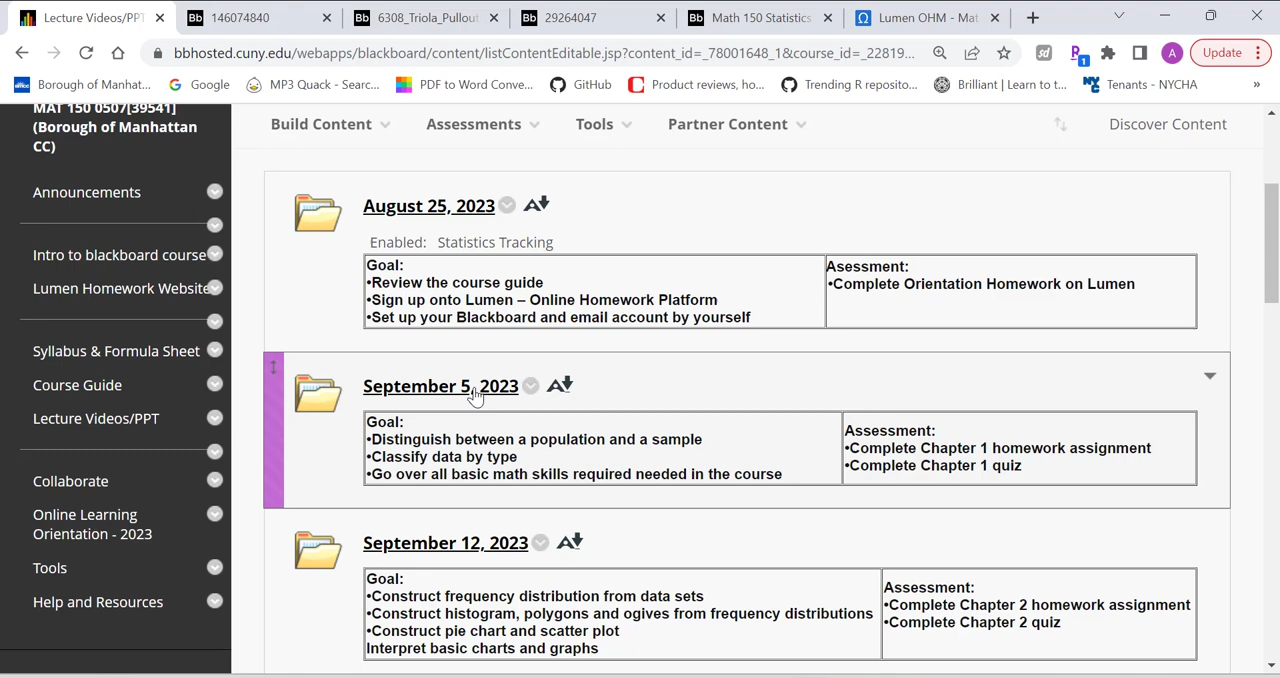 Lecture Videos/PPT
Bb 146074840
Bb 6308_Triola_Pullout
Bb 29264047
Bb Math 150 Statistics
Lumen OHM - Mat
bbhosted.cuny.edu/webapps/blackboard/content/listContentEditable.jsp?content_id=_78001648_1&course_id=_22819...
sd
R
1
A
Update
Borough of Manhat...
Google
MP3 Quack - Searc...
PDF to Word Conve...
GitHub
Product reviews, ho...
Trending R reposito...
Brilliant | Learn to t...
NYC Tenants - NYCHA
»
MAT 150 0507[39541]
(Borough of Manhattan
CC)
Announcements
Intro to blackboard course
Lumen Homework Website
Syllabus & Formula Sheet
Course Guide
Lecture Videos/PPT
Collaborate
Online Learning
Orientation - 2023
Tools
Help and Resources
Build Content
Assessments
Tools
Partner Content
Discover Content
August 25, 2023
Enabled: Statistics Tracking
Goal:
•Review the course guide
•Sign up onto Lumen – Online Homework Platform
•Set up your Blackboard and email account by yourself
Asessment:
•Complete Orientation Homework on Lumen
September 5, 2023
Goal:
•Distinguish between a population and a sample
•Classify data by type
•Go over all basic math skills required needed in the course
Assessment:
•Complete Chapter 1 homework assignment
•Complete Chapter 1 quiz
September 12, 2023
Goal:
•Construct frequency distribution from data sets
•Construct histogram, polygons and ogives from frequency distributions
•Construct pie chart and scatter plot
Interpret basic charts and graphs
Assessment:
•Complete Chapter 2 homework assignment
•Complete Chapter 2 quiz